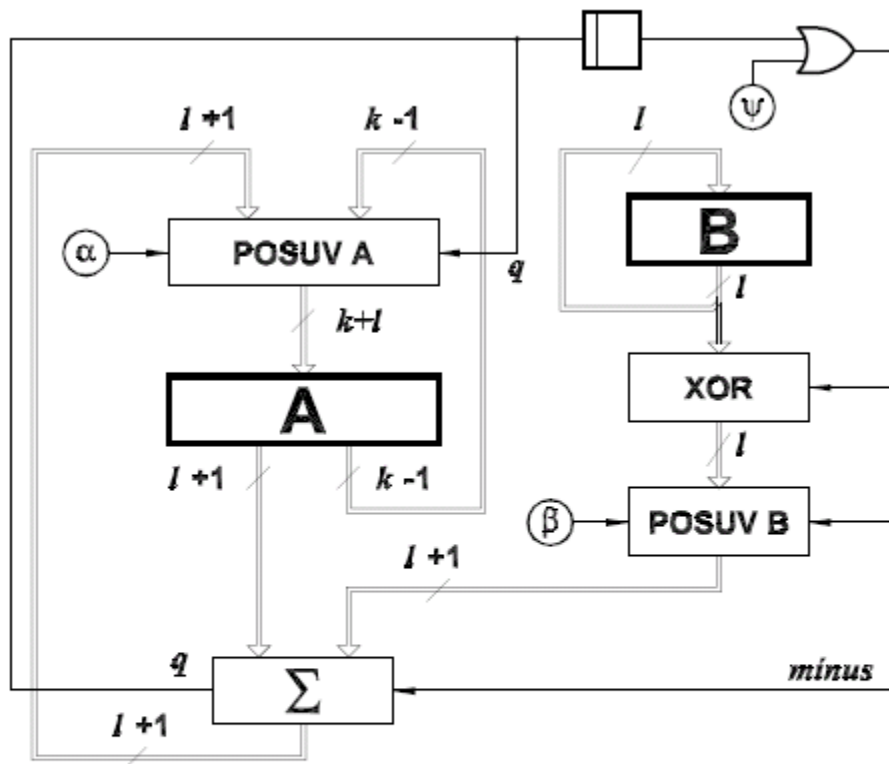 ψ
l +1
k -1
l
α
POSUV A
q
B
l
k+l
A
XOR
l +1
k -1
l
β
POSUV B
l +1
q
Σ
minus
l +1